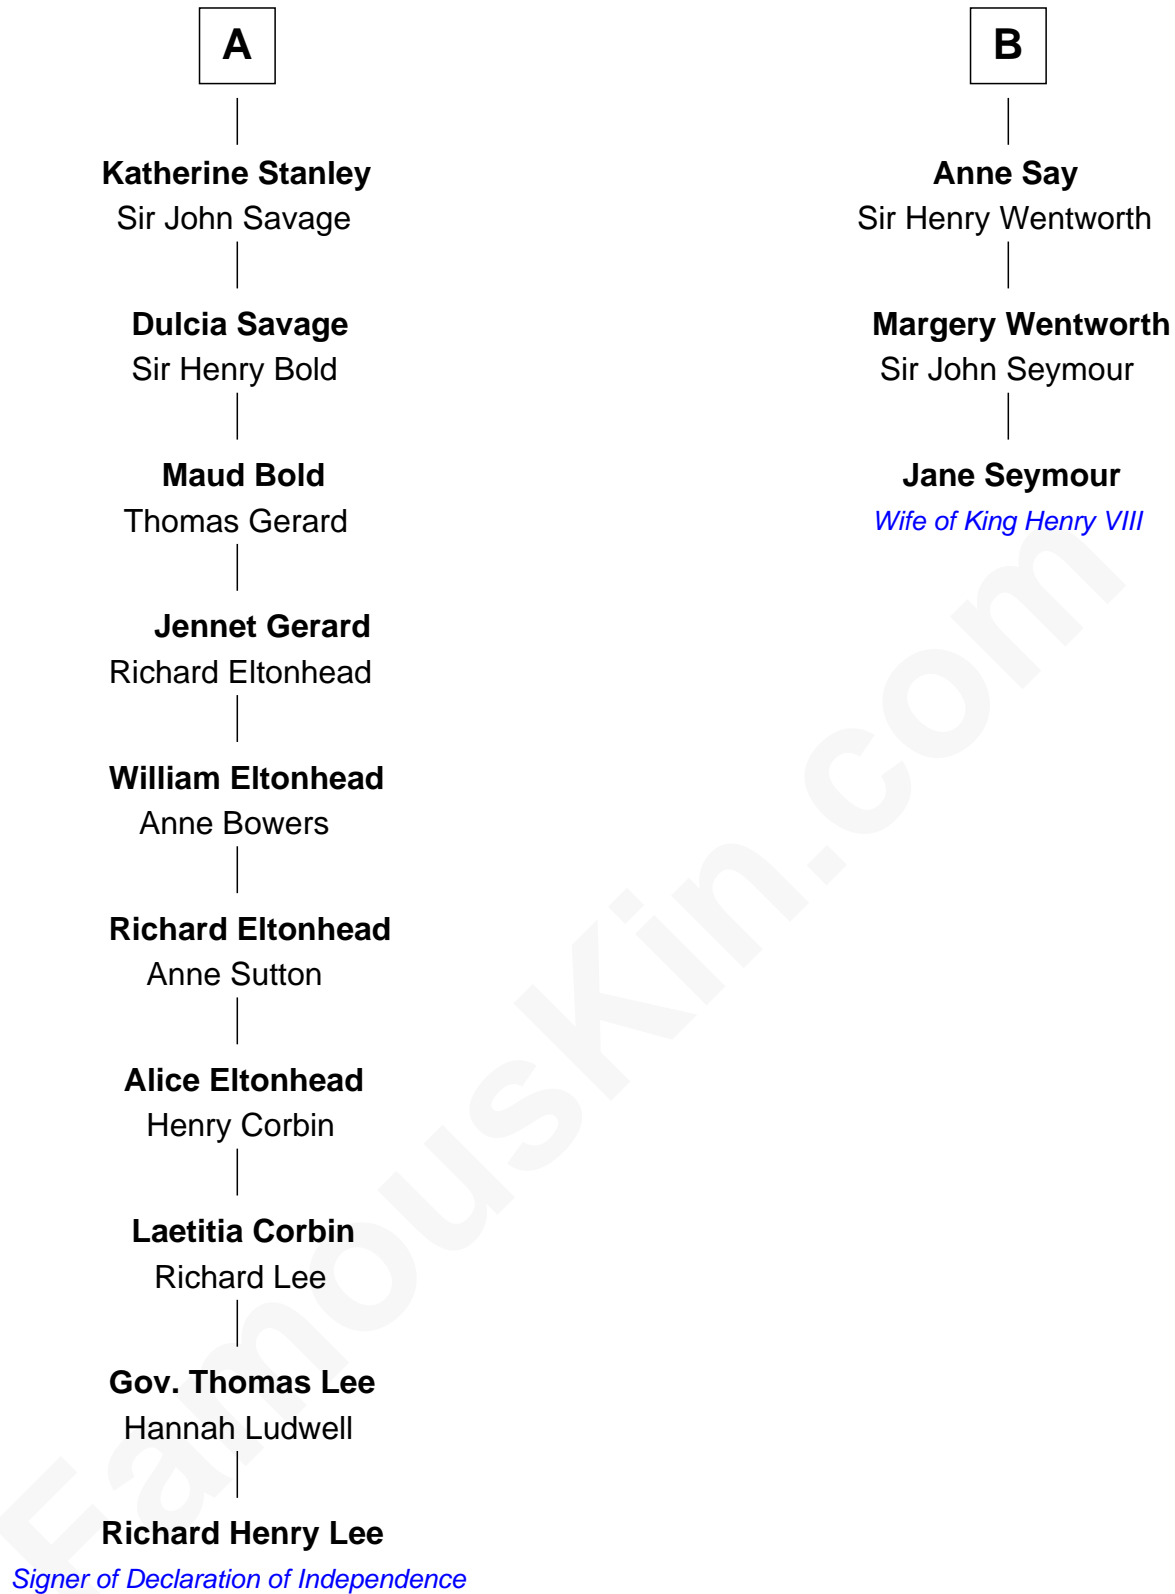 A
Katherine Stanley
Sir John Savage
Dulcia Savage
Sir Henry Bold
Maud Bold
Thomas Gerard
Jennet Gerard
Richard Eltonhead
William Eltonhead
Anne Bowers
Richard Eltonhead
Anne Sutton
Alice Eltonhead
Henry Corbin
Laetitia Corbin
Richard Lee
Gov. Thomas Lee
Hannah Ludwell
Richard Henry Lee
Signer of Declaration of Independence
B
Anne Say
Sir Henry Wentworth
Margery Wentworth
Sir John Seymour
Jane Seymour
Wife of King Henry VIII
FamousKin.com